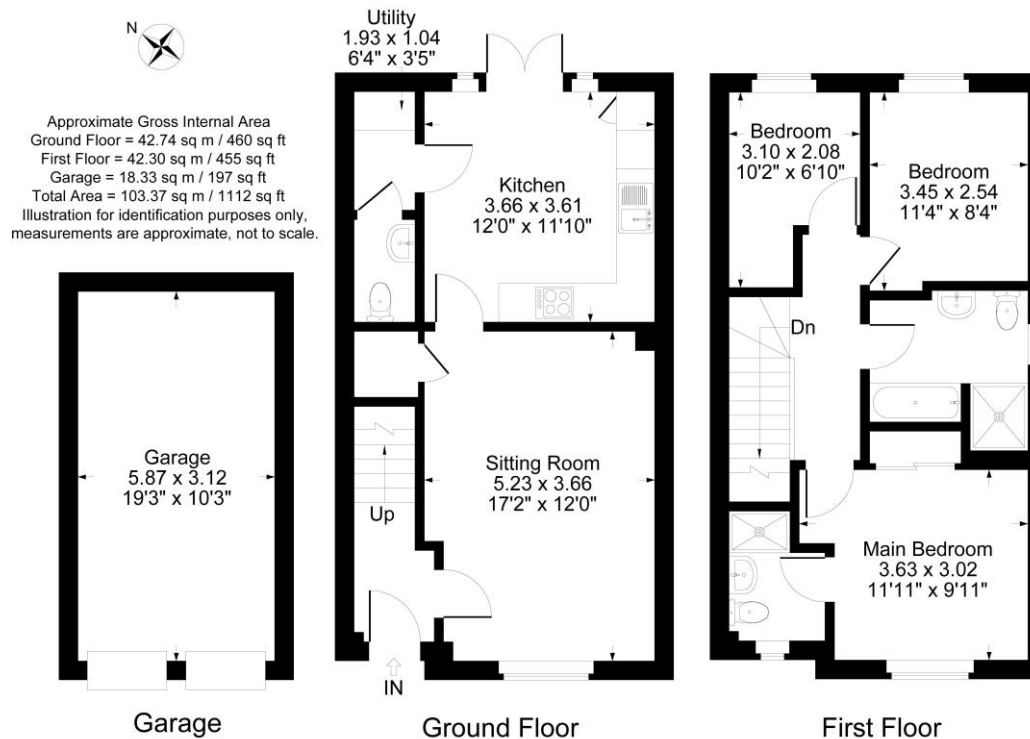 N
Approximate Gross Internal Area
Ground Floor = 42.74 sq m / 460 sq ft
First Floor = 42.30 sq m / 455 sq ft
Garage = 18.33 sq m / 197 sq ft
Total Area = 103.37 sq m / 1112 sq ft
Illustration for identification purposes only,
measurements are approximate, not to scale.
Garage
5.87 x 3.12
19'3" x 10'3"
Garage
Utility
1.93 x 1.04
6'4" x 3'5"
Kitchen
3.66 x 3.61
12'0" x 11'10"
Sitting Room
5.23 x 3.66
17'2" x 12'0"
Up
IN
Ground Floor
Bedroom
3.10 x 2.08
10'2" x 6'10"
Bedroom
3.45 x 2.54
11'4" x 8'4"
Dn
Main Bedroom
3.63 x 3.02
11'11" x 9'11"
First Floor